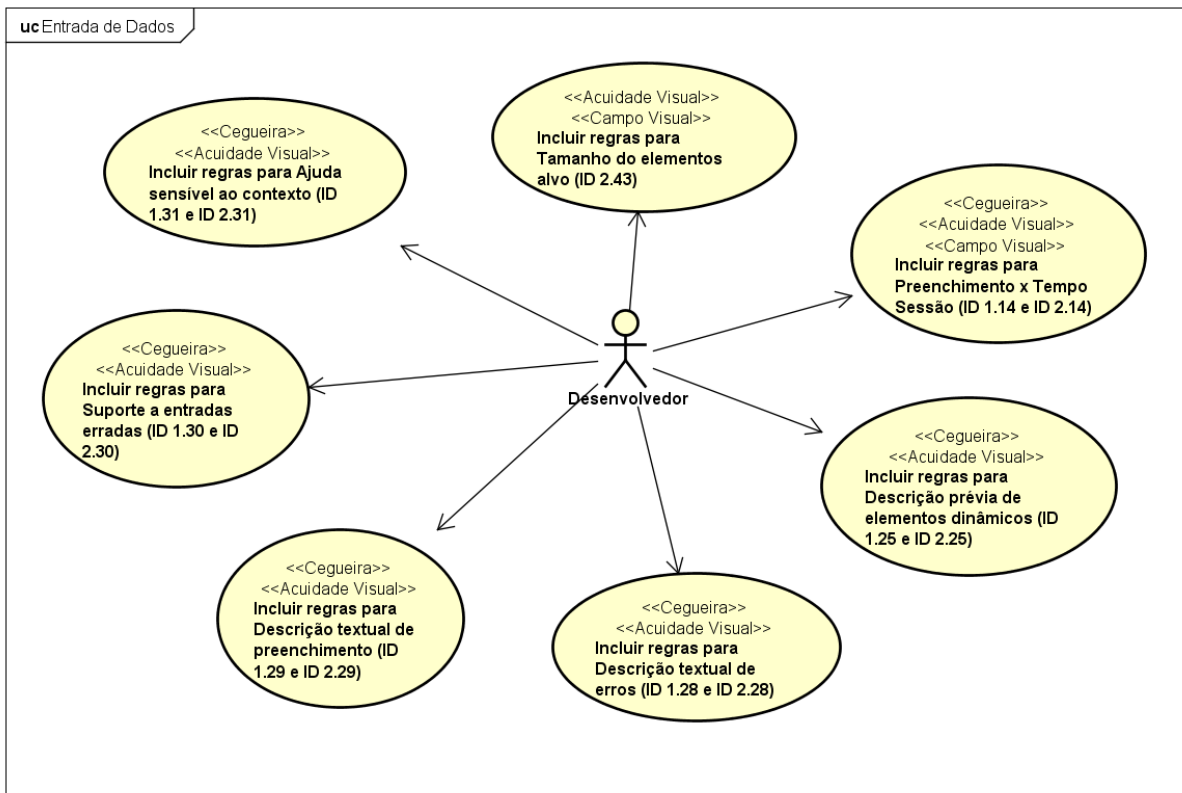 uc Entrada de Dados
<<Acuidade Visual>>
<<Campo Visual>>
Incluir regras para
Tamanho do elementos
alvo (ID 2.43)
<<Cegueira>>
<<Acuidade Visual>>
Incluir regras para Ajuda
sensível ao contexto (ID
1.31 e ID 2.31)
<<Cegueira>>
<<Acuidade Visual>>
<<Campo Visual>>
Incluir regras para
Preenchimento x Tempo
Sessão (ID 1.14 e ID 2.14)
<<Cegueira>>
<<Acuidade Visual>>
Incluir regras para
Suporte a entradas
erradas (ID 1.30 e ID
2.30)
Desenvolvedor
<<Cegueira>>
<<Acuidade Visual>>
Incluir regras para
Descrição prévia de
elementos dinâmicos (ID
1.25 e ID 2.25)
<<Cegueira>>
<<Acuidade Visual>>
Incluir regras para
Descrição textual de
preenchimento (ID
1.29 e ID 2.29)
<<Cegueira>>
<<Acuidade Visual>>
Incluir regras para
Descrição textual de
erros (ID 1.28 e ID 2.28)